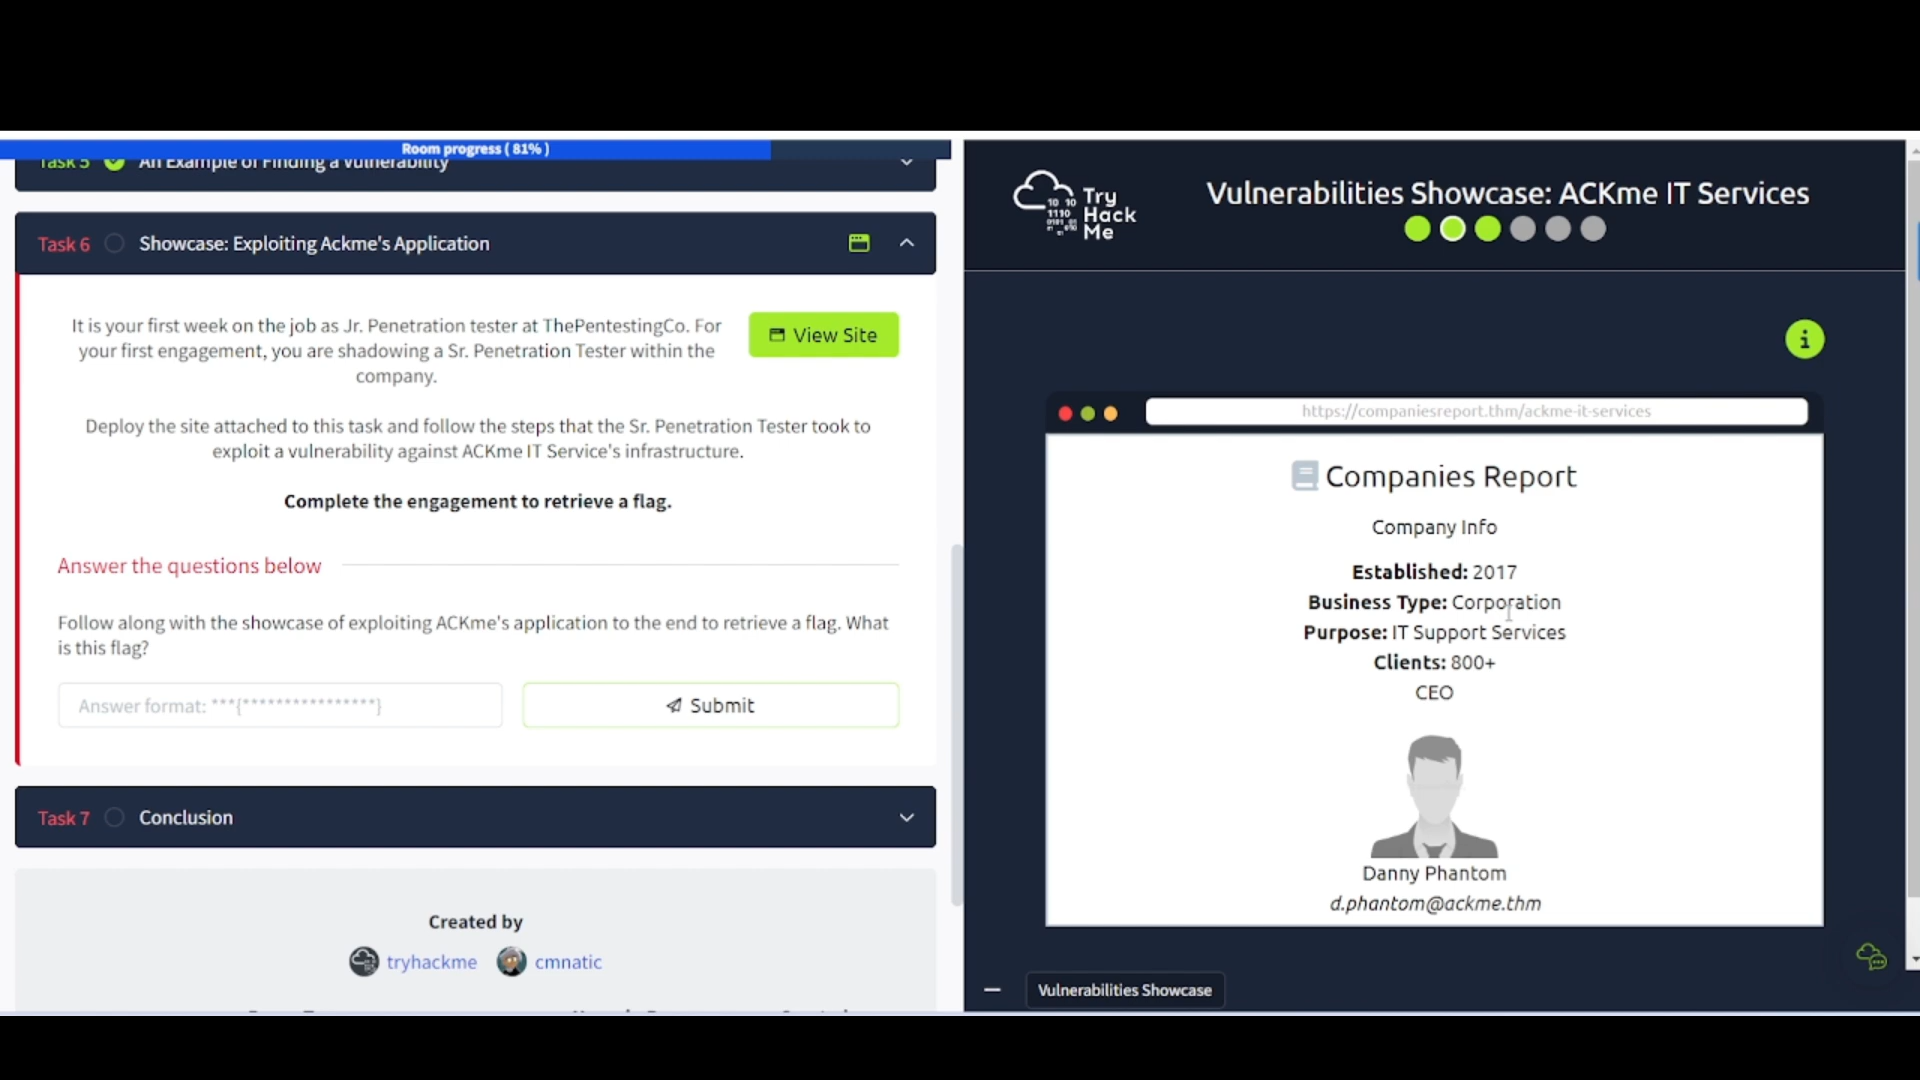 Room progress ( 81% )
Task 5 An Example of Finding a Vulnerability
Task 6 Showcase: Exploiting Ackme's Application
It is your first week on the job as Jr. Penetration tester at ThePentestingCo. For
your first engagement, you are shadowing a Sr. Penetration Tester within the
company.
View Site
Deploy the site attached to this task and follow the steps that the Sr. Penetration Tester took to
exploit a vulnerability against ACKme IT Service's infrastructure.
Complete the engagement to retrieve a flag.
Answer the questions below
Follow along with the showcase of exploiting ACKme's application to the end to retrieve a flag. What
is this flag?
Answer format: ***{****************}
Submit
Task 7 Conclusion
Created by
tryhackme cmnatic
Try
Hack
Me
Vulnerabilities Showcase: ACKme IT Services
https://companiesreport.thm/ackme-it-services
Companies Report
Company Info
Established: 2017
Business Type: Corporation
Purpose: IT Support Services
Clients: 800+
CEO
Danny Phantom
d.phantom@ackme.thm
Vulnerabilities Showcase